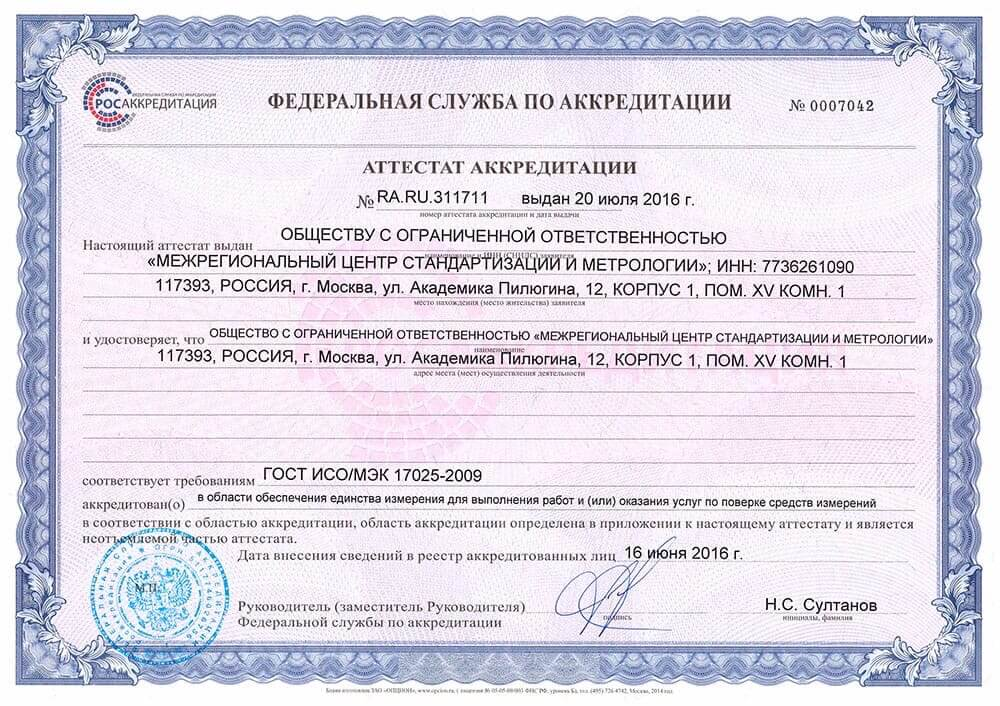 ФЕДЕРАЛЬНАЯ СЛУЖБА ПО АККРЕДИТАЦИИ
РОСАККРЕДИТАЦИЯ
ФЕДЕРАЛЬНАЯ СЛУЖБА ПО АККРЕДИТАЦИИ
№ 0007042
АТТЕСТАТ АККРЕДИТАЦИИ
№ RA.RU.311711 выдан 20 июля 2016 г.
номер аттестата аккредитации и дата выдачи
Настоящий аттестат выдан ОБЩЕСТВУ С ОГРАНИЧЕННОЙ ОТВЕТСТВЕННОСТЬЮ
наименование и ИНН (СНИЛС) заявителя
«МЕЖРЕГИОНАЛЬНЫЙ ЦЕНТР СТАНДАРТИЗАЦИИ И МЕТРОЛОГИИ»; ИНН: 7736261090
117393, РОССИЯ, г. Москва, ул. Академика Пилюгина, 12, КОРПУС 1, ПОМ. XV КОМН. 1
место нахождения (место жительства) заявителя
и удостоверяет, что ОБЩЕСТВО С ОГРАНИЧЕННОЙ ОТВЕТСТВЕННОСТЬЮ «МЕЖРЕГИОНАЛЬНЫЙ ЦЕНТР СТАНДАРТИЗАЦИИ И МЕТРОЛОГИИ»
наименование
117393, РОССИЯ, г. Москва, ул. Академика Пилюгина, 12, КОРПУС 1, ПОМ. XV КОМН. 1
адрес места (мест) осуществления деятельности
соответствует требованиям ГОСТ ИСО/МЭК 17025-2009
аккредитован(о) в области обеспечения единства измерения для выполнения работ и (или) оказания услуг по поверке средств измерений
в соответствии с областью аккредитации, область аккредитации определена в приложении к настоящему аттестату и является
неотъемлемой частью аттестата.
Дата внесения сведений в реестр аккредитованных лиц 16 июня 2016 г.
М.П.
Руководитель (заместитель Руководителя)
Федеральной службы по аккредитации
подпись
Н.С. Султанов
инициалы, фамилия
Бланк изготовлен ЗАО «ОПЦИОН», www.opcion.ru, Москва, 2014 год